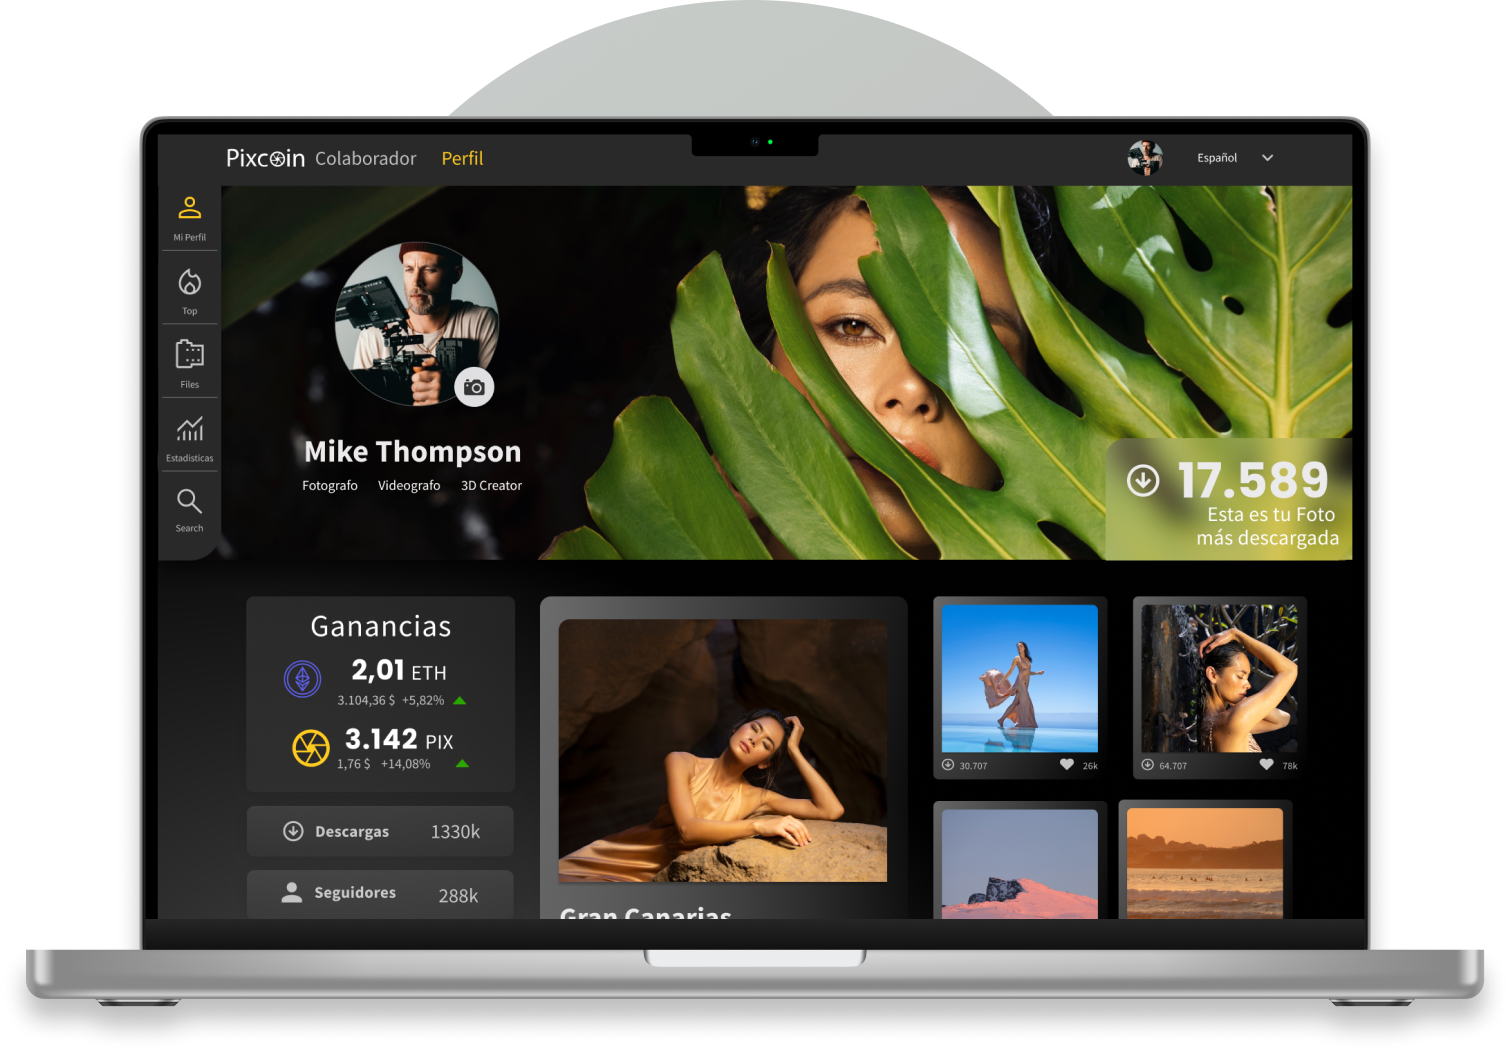 Pixcoin Colaborador Perfil
Español
Mi Perfil
Top
Files
Estadisticas
Search
Mike Thompson
Fotografo Videografo 3D Creator
17.589
Esta es tu Foto
más descargada
Ganancias
2,01 ETH
3.104,36 $ +5,82%
3.142 PIX
1,76 $ +14,08%
Descargas 1330k
Seguidores 288k
Gran Canarias
30.707 26k
64.707 78k